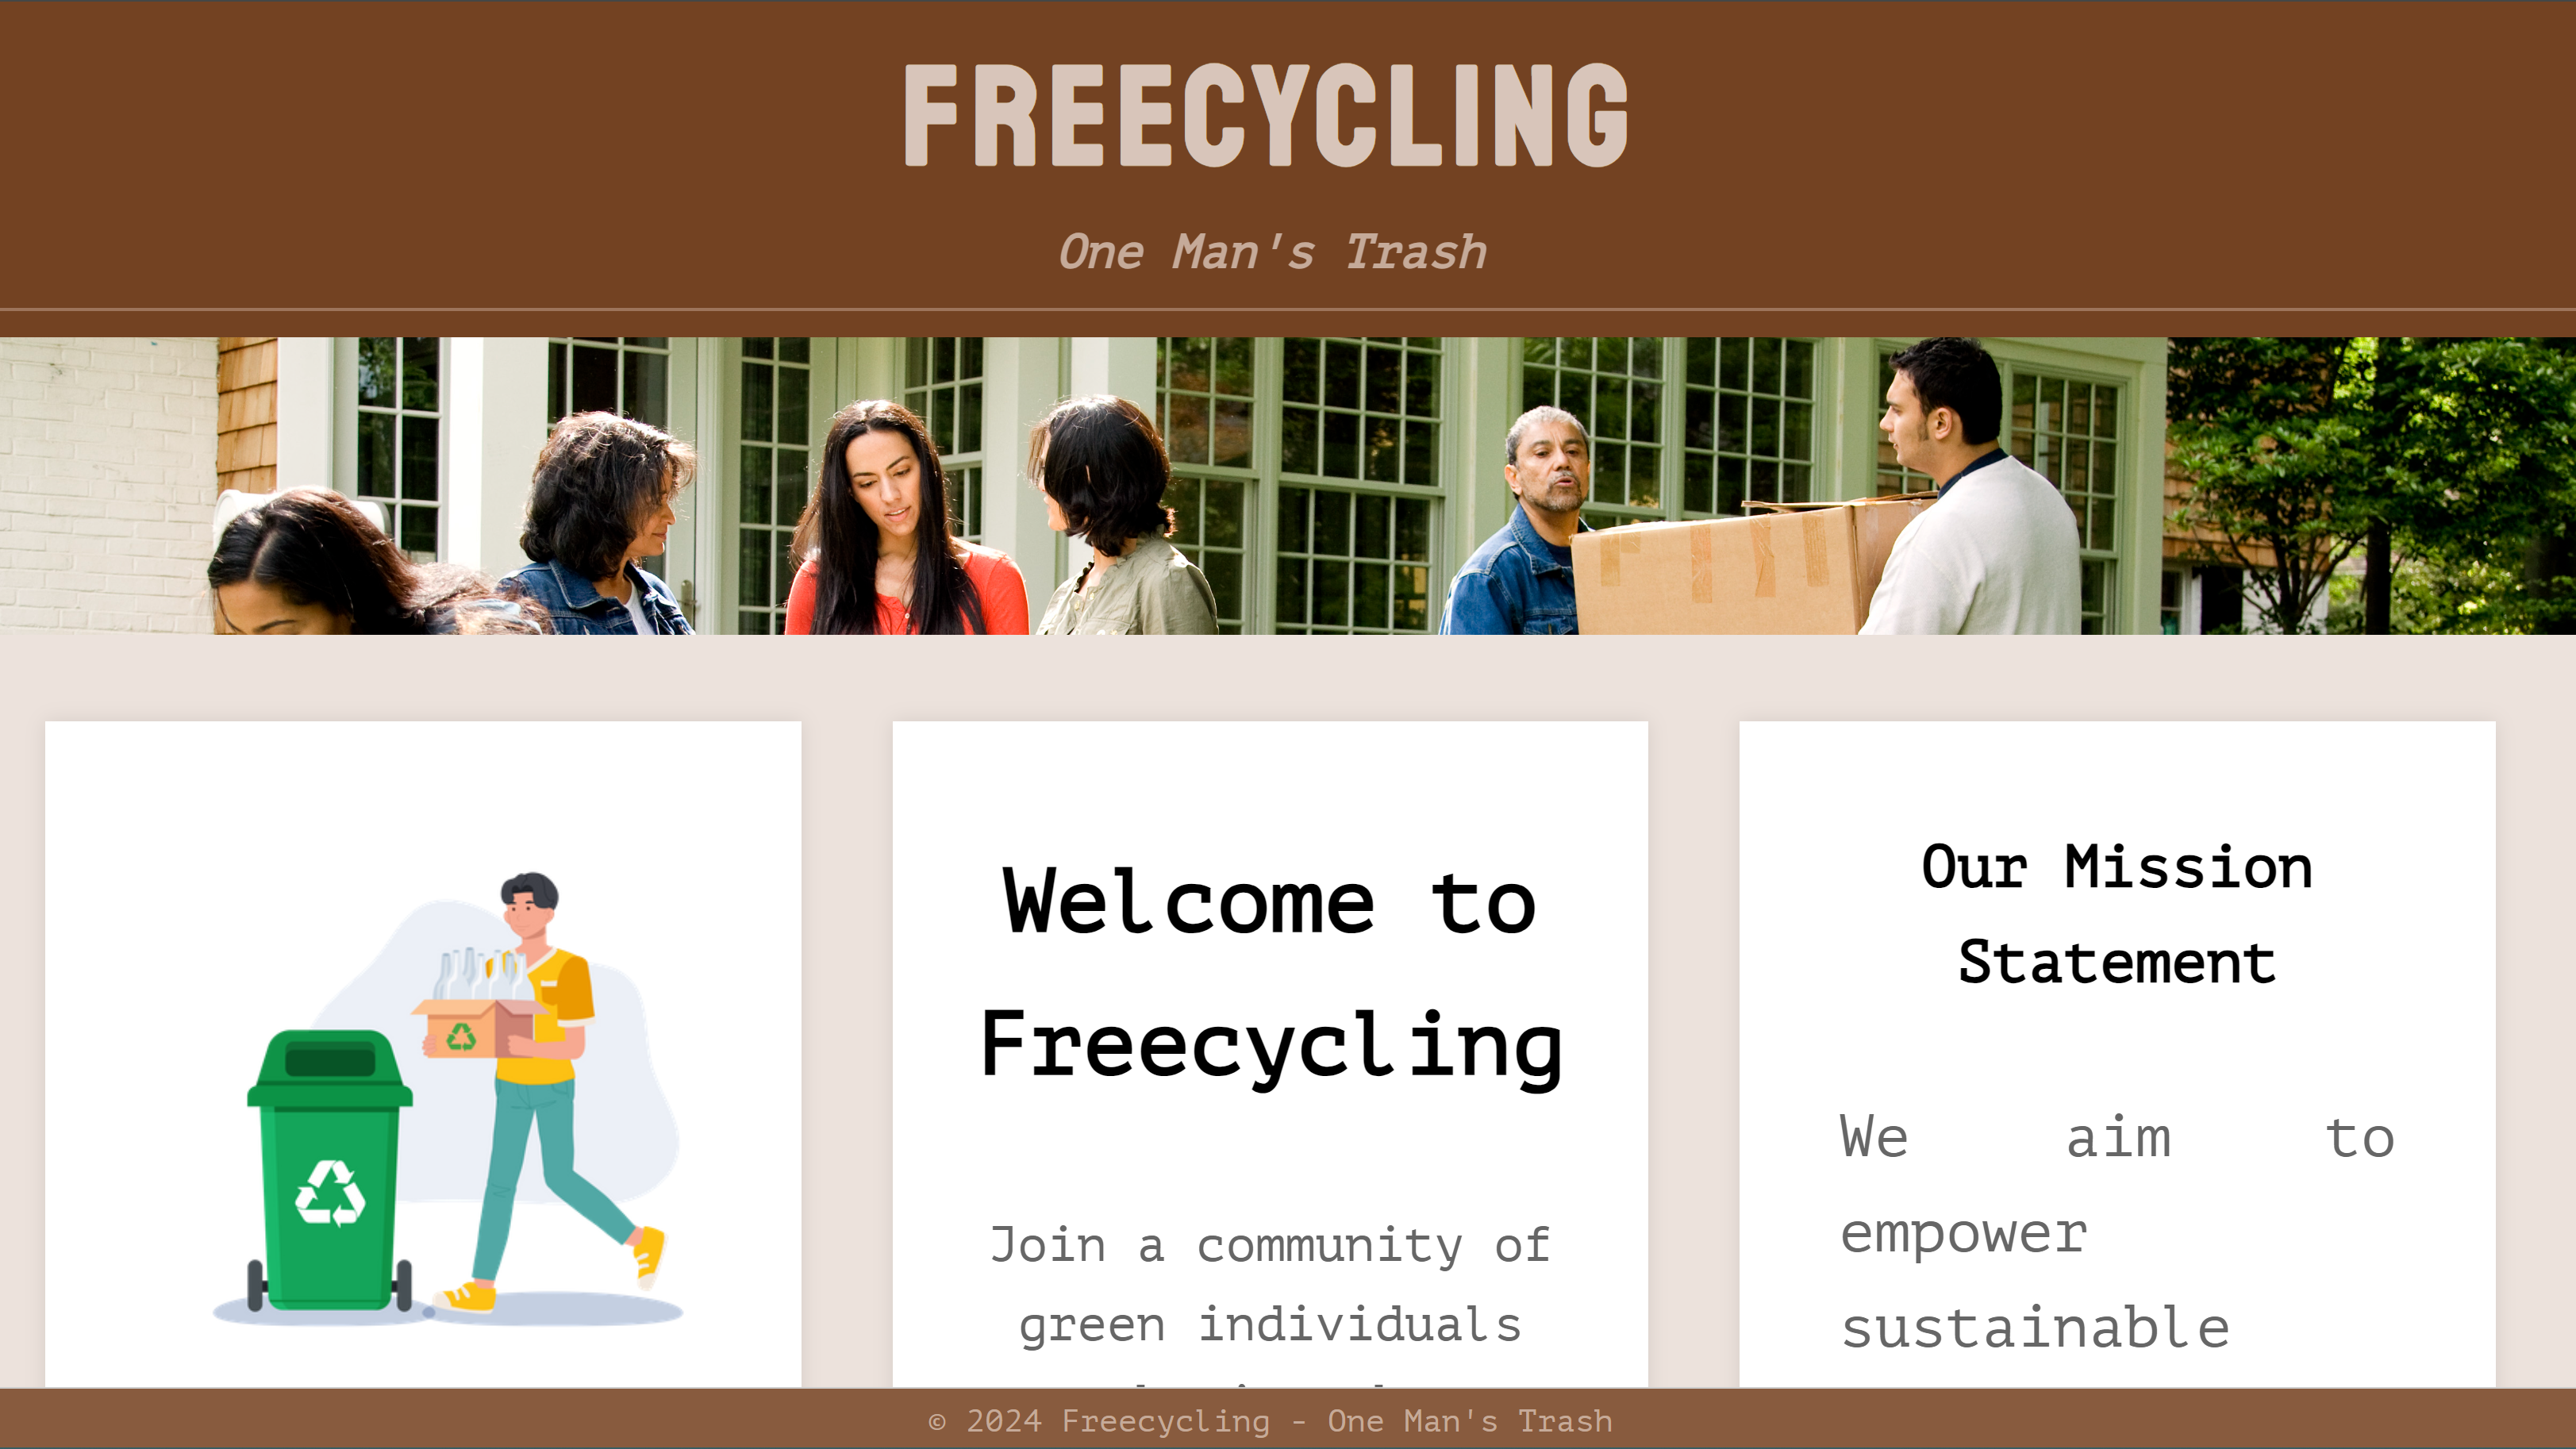 FREECYCLING
One Man's Trash
Welcome to
Freecycling
Join a community of
green individuals
Our Mission
Statement
We aim to
empower
sustainable
© 2024 Freecycling - One Man's Trash